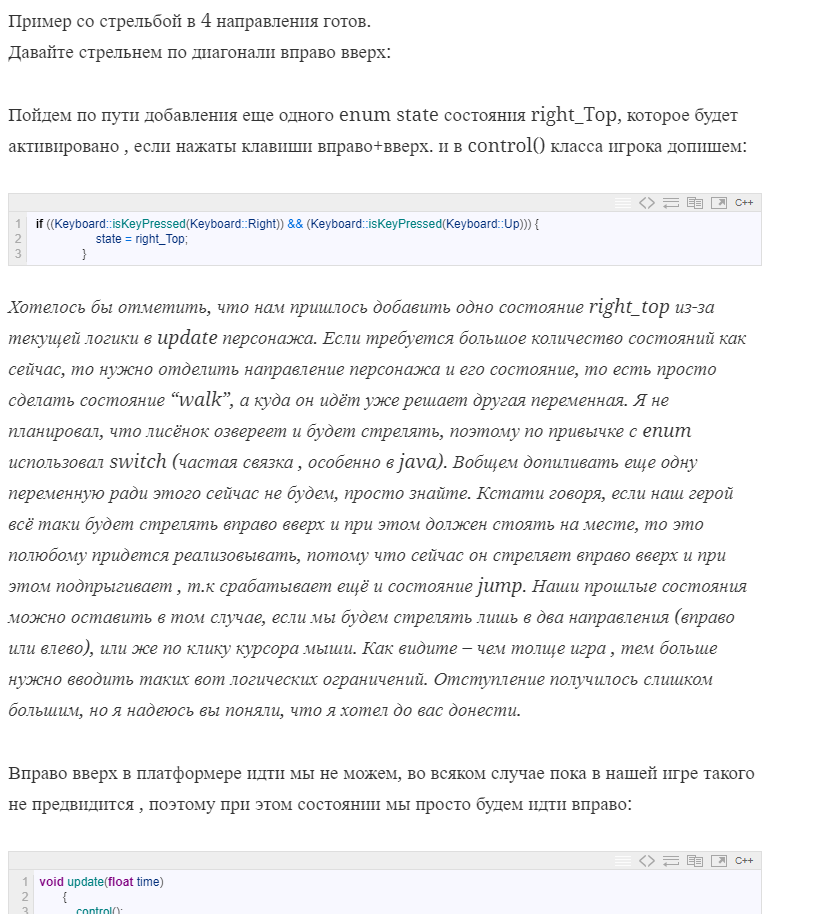 Пример со стрельбой в 4 направления готов.
Давайте стрельнем по диагонали вправо вверх:
Пойдем по пути добавления еще одного enum state состояния right_Top, которое будет
активировано , если нажаты клавиши вправо+вверх. и в control() класса игрока допишем:
C++
1 if ((Keyboard::isKeyPressed(Keyboard::Right)) && (Keyboard::isKeyPressed(Keyboard::Up))) {
2 state = right_Top;
3 }
Хотелось бы отметить, что нам пришлось добавить одно состояние right_top из-за
текущей логики в update персонажа. Если требуется большое количество состояний как
сейчас, то нужно отделить направление персонажа и его состояние, то есть просто
сделать состояние “walk”, а куда он идёт уже решает другая переменная. Я не
планировал, что лисёнок озвереет и будет стрелять, поэтому по привычке с enum
использовал switch (частая связка , особенно в java). Вобщем допиливать еще одну
переменную ради этого сейчас не будем, просто знайте. Кстати говоря, если наш герой
всё таки будет стрелять вправо вверх и при этом должен стоять на месте, то это
полюбому придется реализовывать, потому что сейчас он стреляет вправо вверх и при
этом подпрыгивает , т.к срабатывает ещё и состояние jump. Наши прошлые состояния
можно оставить в том случае, если мы будем стрелять лишь в два направления (вправо
или влево), или же по клику курсора мыши. Как видите – чем толще игра , тем больше
нужно вводить таких вот логических ограничений. Отступление получилось слишком
большим, но я надеюсь вы поняли, что я хотел до вас донести.
Вправо вверх в платформере идти мы не можем, во всяком случае пока в нашей игре такого
не предвидится , поэтому при этом состоянии мы просто будем идти вправо:
C++
1 void update(float time)
2 {
3 control();